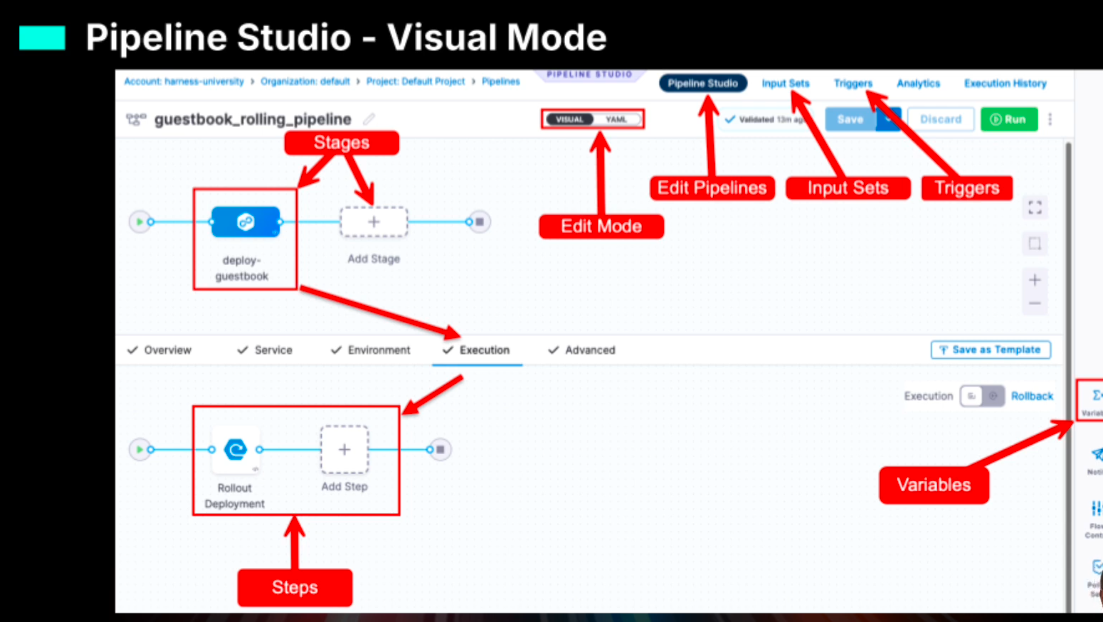 Pipeline Studio - Visual Mode
Account: harness-university > Organization: default > Project: Default Project > Pipelines
PIPELINE STUDIO
Pipeline Studio
Input Sets
Triggers
Analytics
Execution History
guestbook_rolling_pipeline
VISUAL
YAML
Validated 13m
Save
Discard
Run
Stages
Edit Pipelines
Input Sets
Triggers
Edit Mode
deploy-
guestbook
Add Stage
Overview
Service
Environment
Execution
Advanced
Save as Template
Execution
Rollback
Rollout
Deployment
Add Step
Variables
Steps